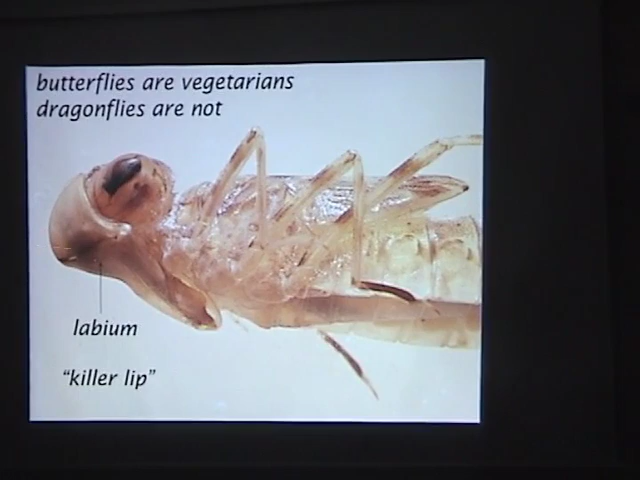 butterflies are vegetarians
dragonflies are not
labium
“killer lip”